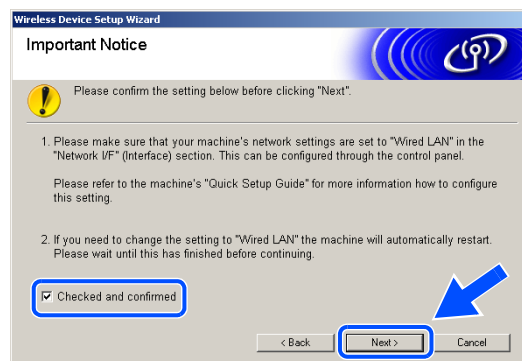 Wireless Device Setup Wizard
Important Notice
Please confirm the setting below before clicking "Next".
1. Please make sure that your machine's network settings are set to "Wired LAN" in the
"Network I/F" (Interface) section. This can be configured through the control panel.
Please refer to the machine's "Quick Setup Guide" for more information how to configure
this setting.
2. If you need to change the setting to "Wired LAN" the machine will automatically restart.
Please wait until this has finished before continuing.
Checked and confirmed
< Back
Next >
Cancel